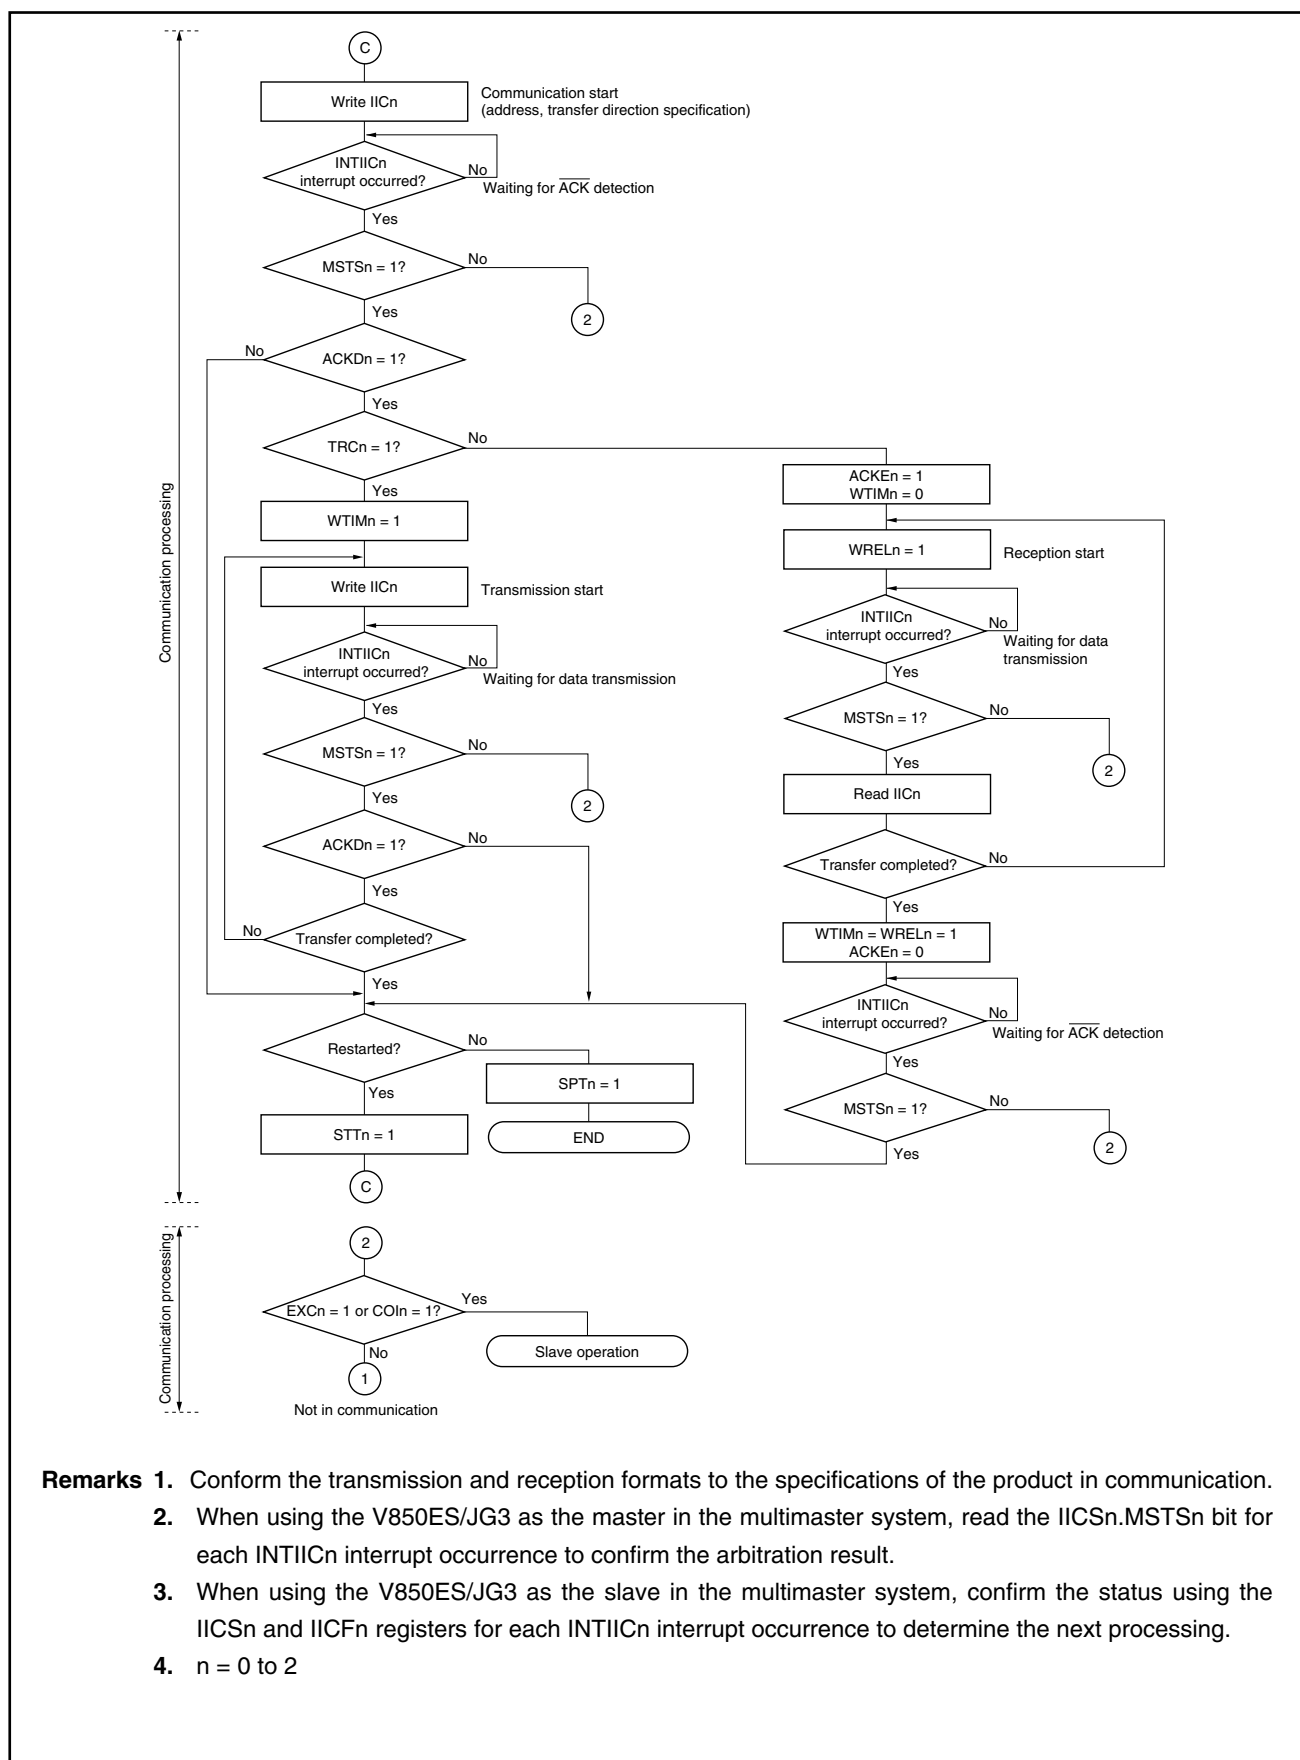 C
Write IICn
Communication start
(address, transfer direction specification)
INTIICn
interrupt occurred?
No
Waiting for ACK detection
Yes
MSTSn = 1?
No
2
Yes
ACKDn = 1?
No
Yes
TRCn = 1?
No
Yes
WTIMn = 1
Write IICn
Transmission start
INTIICn
interrupt occurred?
No
Waiting for data transmission
Yes
MSTSn = 1?
No
2
Yes
ACKDn = 1?
No
Yes
Transfer completed?
No
Yes
Restarted?
No
SPTn = 1
END
Yes
STTn = 1
C
ACKEn = 1
WTIMn = 0
WRELn = 1
Reception start
INTIICn
interrupt occurred?
No
Waiting for data
transmission
Yes
MSTSn = 1?
No
2
Yes
Read IICn
Transfer completed?
No
Yes
WTIMn = WRELn = 1
ACKEn = 0
INTIICn
interrupt occurred?
No
Waiting for ACK detection
Yes
MSTSn = 1?
No
2
Yes
Communication processing
2
EXCn = 1 or COIn = 1?
Yes
Slave operation
No
1
Not in communication
Communication processing
Remarks 1. Conform the transmission and reception formats to the specifications of the product in communication.
2. When using the V850ES/JG3 as the master in the multimaster system, read the IICSn.MSTSn bit for
each INTIICn interrupt occurrence to confirm the arbitration result.
3. When using the V850ES/JG3 as the slave in the multimaster system, confirm the status using the
IICSn and IICFn registers for each INTIICn interrupt occurrence to determine the next processing.
4. n = 0 to 2